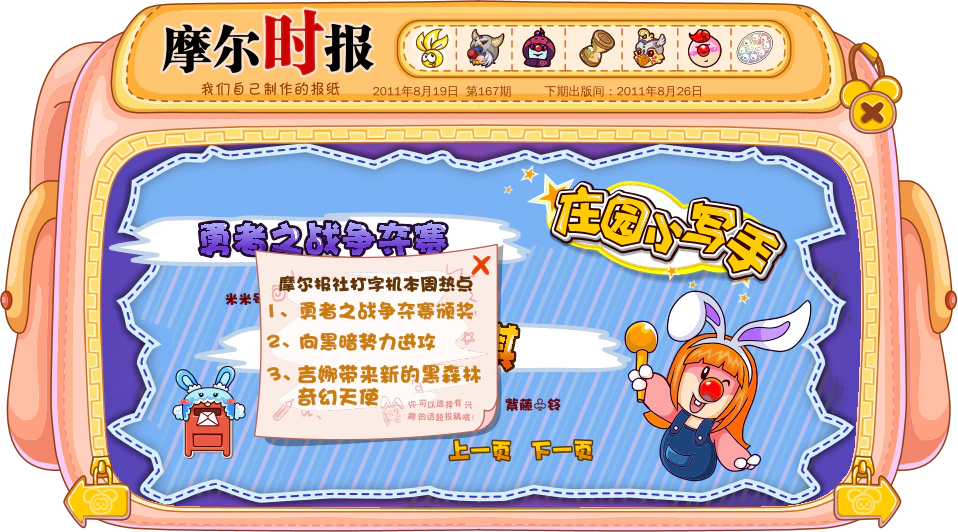 摩尔时报
我们自己制作的报纸
2011年8月19日 第167期
下期出版间：2011年8月26日
庄园小写手
勇者之战争夺赛
米米号
摩尔报社打字机本周热点
1、勇者之战争夺赛颁奖
2、向黑暗势力进攻
3、吉娜带来新的黑森林
奇幻天使
你可以选择有兴
趣的话题投稿哦!
紫藤♧铃
上一页 下一页